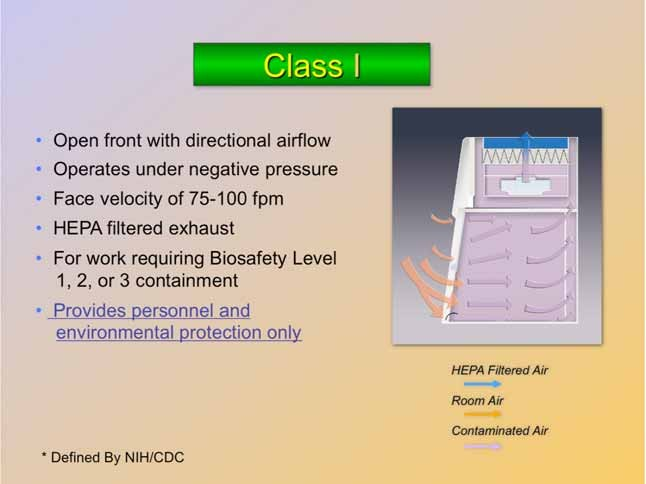 Class I
• Open front with directional airflow
• Operates under negative pressure
• Face velocity of 75-100 fpm
• HEPA filtered exhaust
• For work requiring Biosafety Level
1, 2, or 3 containment
• Provides personnel and
environmental protection only
HEPA Filtered Air
Room Air
Contaminated Air
* Defined By NIH/CDC